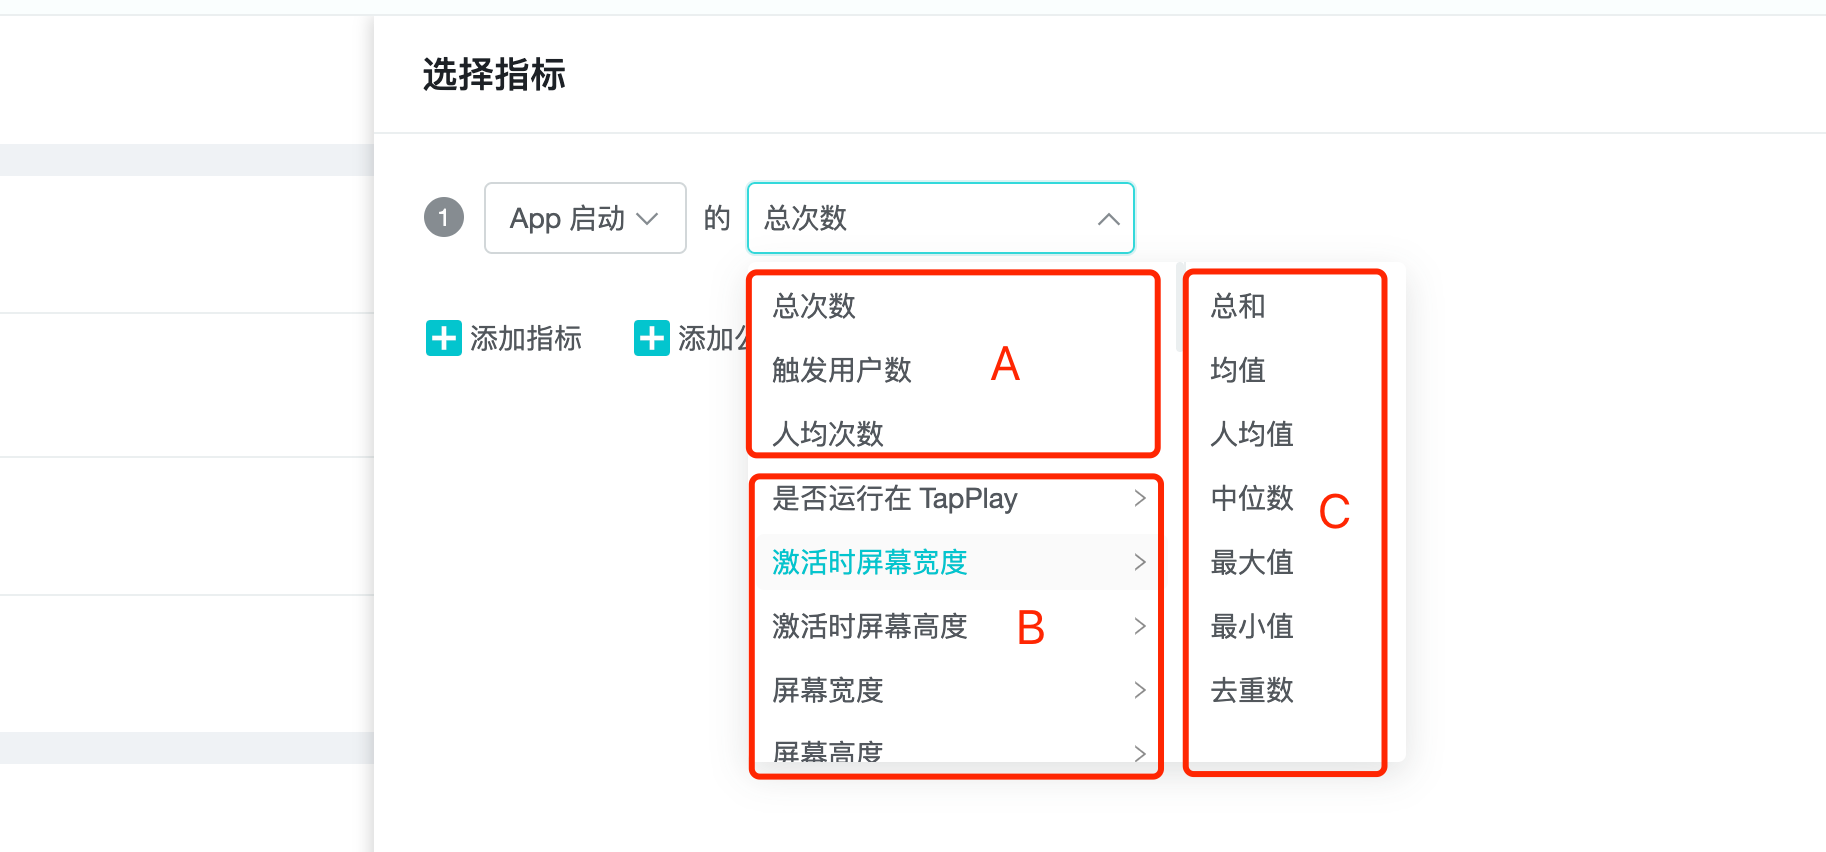 选择指标
1 App 启动 的 总次数
添加指标 添加
总次数
触发用户数
人均次数
A
是否运行在 TapPlay
激活时屏幕宽度
激活时屏幕高度
屏幕宽度
屏幕高度
B
总和
均值
人均值
中位数
最大值
最小值
去重数
C